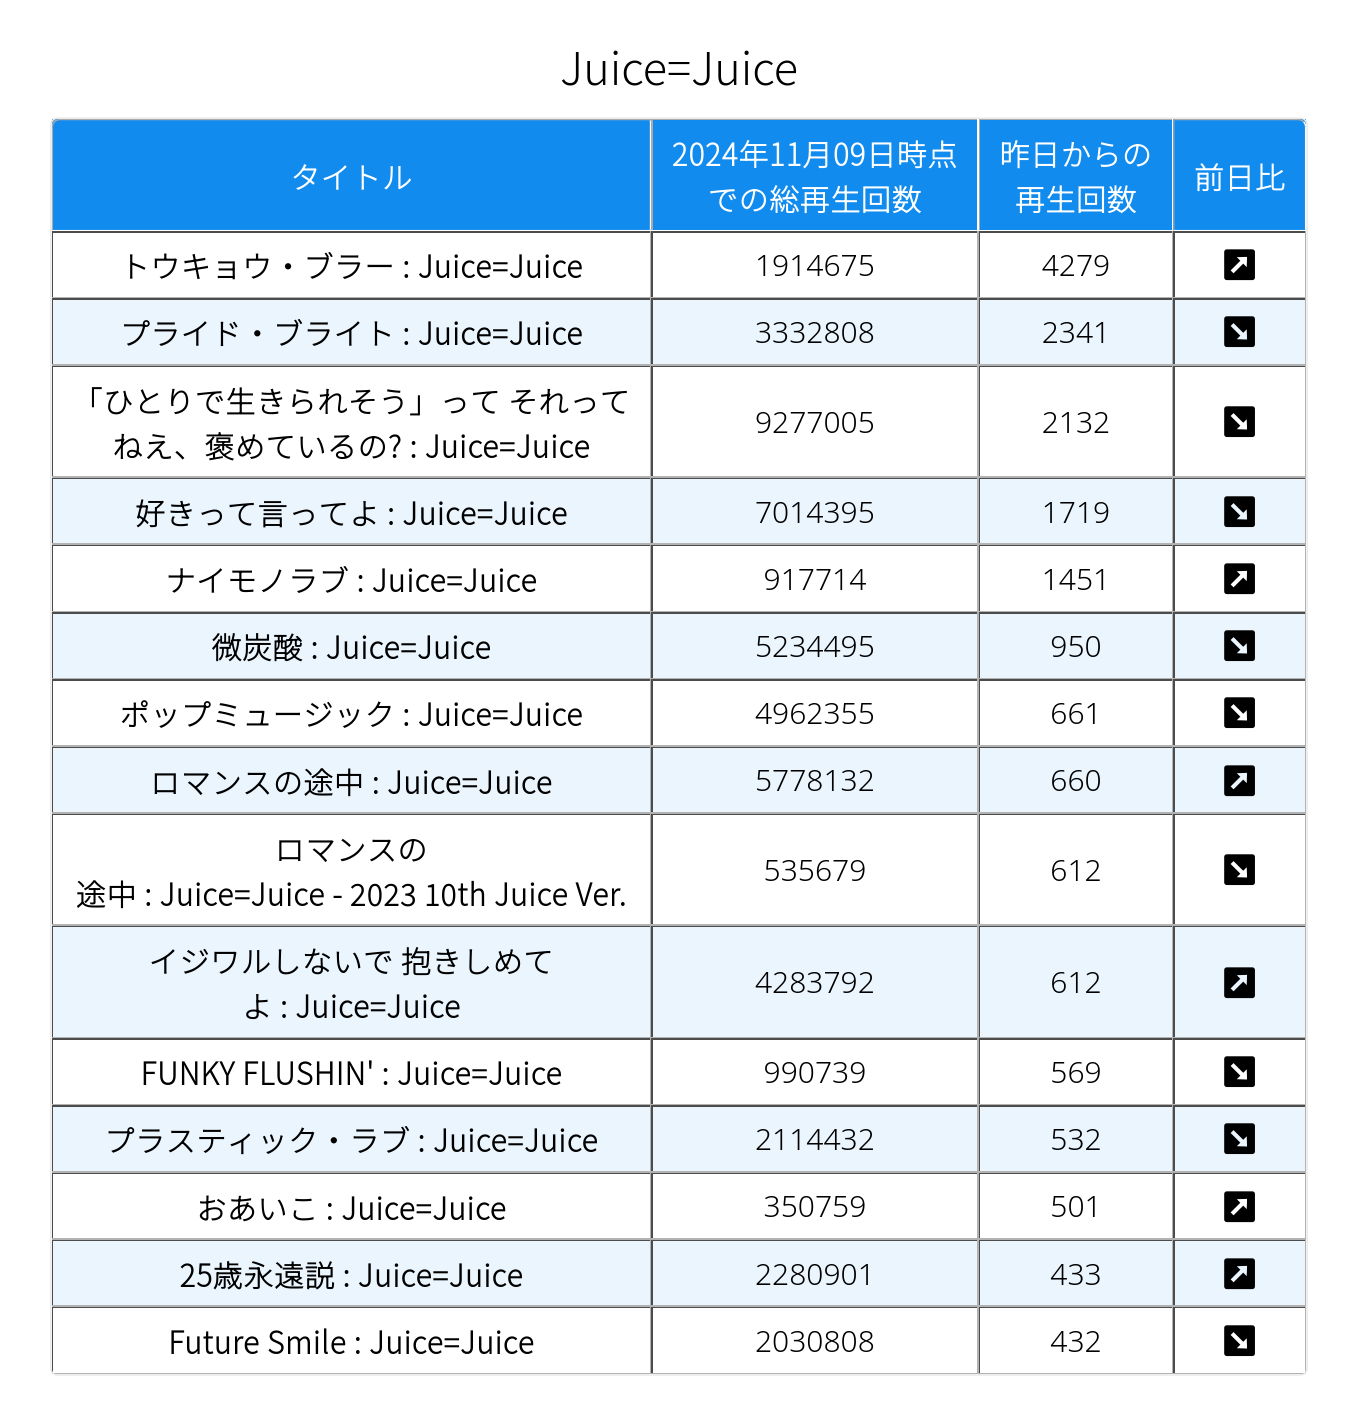 Juice=Juice
タイトル
2024年11月09日時点
での総再生回数
昨日からの
再生回数
前日比
トウキョウ・ブラー : Juice=Juice
1914675
4279
プライド・ブライト : Juice=Juice
3332808
2341
「ひとりで生きられそう」って それって
ねえ、褒めているの? : Juice=Juice
9277005
2132
好きって言ってよ : Juice=Juice
7014395
1719
ナイモノラブ : Juice=Juice
917714
1451
微炭酸 : Juice=Juice
5234495
950
ポップミュージック : Juice=Juice
4962355
661
ロマンスの途中 : Juice=Juice
5778132
660
ロマンスの
途中 : Juice=Juice - 2023 10th Juice Ver.
535679
612
イジワルしないで 抱きしめて
よ : Juice=Juice
4283792
612
FUNKY FLUSHIN' : Juice=Juice
990739
569
プラスティック・ラブ : Juice=Juice
2114432
532
おあいこ : Juice=Juice
350759
501
25歳永遠説 : Juice=Juice
2280901
433
Future Smile : Juice=Juice
2030808
432